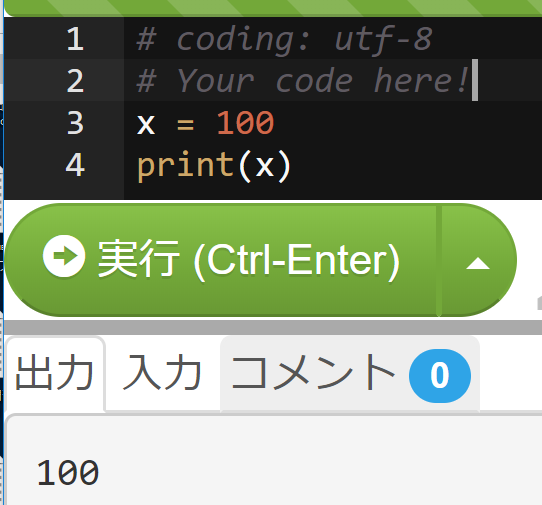 1 # coding: utf-8
2 # Your code here!
3 x = 100
4 print(x)
実行 (Ctrl-Enter)
出力 入力 コメント 0
100